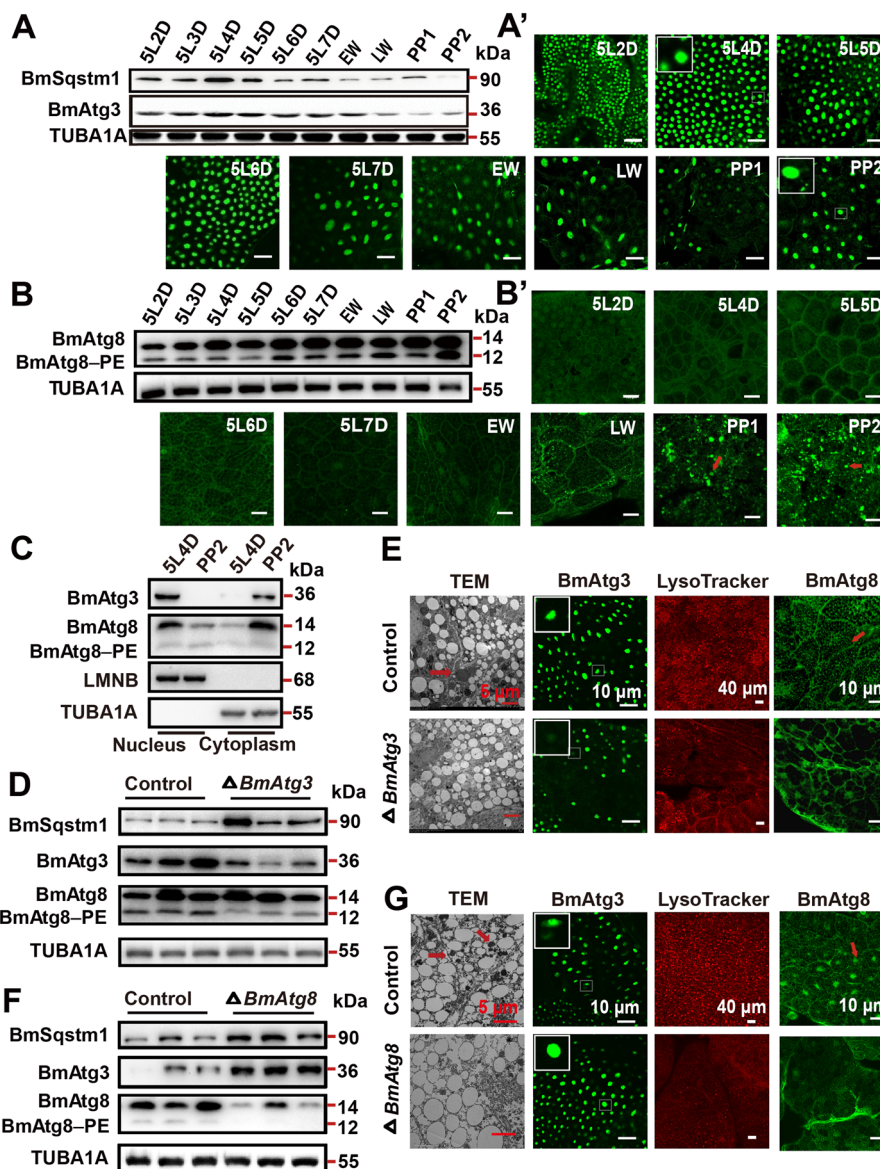 A
5L2D 5L3D 5L4D 5L5D 5L6D 5L7D EW LW PP1 PP2 kDa
BmSqstm1 90
BmAtg3 36
TUBA1A 55
A'
5L2D 5L4D 5L5D
5L6D 5L7D EW LW PP1 PP2
B
5L2D 5L3D 5L4D 5L5D 5L6D 5L7D EW LW PP1 PP2 kDa
BmAtg8 14
BmAtg8–PE 12
TUBA1A 55
B'
5L2D 5L4D 5L5D
5L6D 5L7D EW LW PP1 PP2
C
5L4D PP2 5L4D PP2 kDa
BmAtg3 36
BmAtg8 14
BmAtg8–PE 12
LMNB 68
TUBA1A 55
Nucleus Cytoplasm
D
Control Δ BmAtg3 kDa
BmSqstm1 90
BmAtg3 36
BmAtg8 14
BmAtg8–PE 12
TUBA1A 55
E
TEM BmAtg3 LysoTracker BmAtg8
Control
5 μm 10 μm 40 μm 10 μm
Δ BmAtg3
F
Control Δ BmAtg8 kDa
BmSqstm1 90
BmAtg3 36
BmAtg8 14
BmAtg8–PE 12
TUBA1A 55
G
TEM BmAtg3 LysoTracker BmAtg8
Control
5 μm 10 μm 40 μm 10 μm
Δ BmAtg8